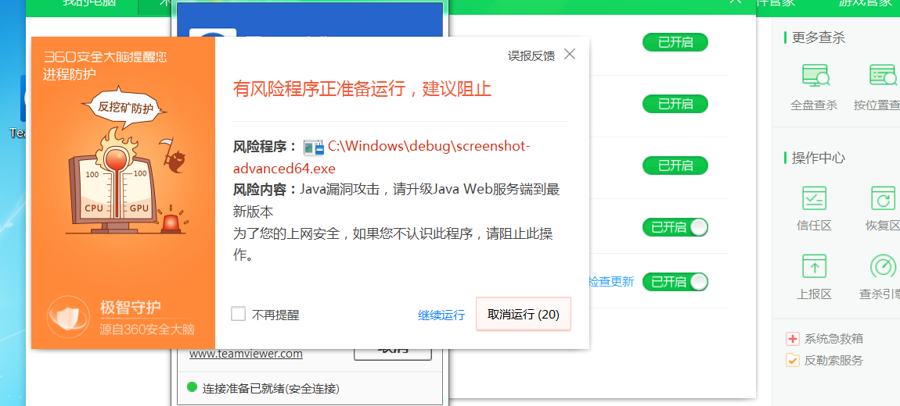 我的电脑
件管家
游戏管家
360安全大脑提醒您
进程防护
反挖矿防护
100
100
CPU
GPU
极智守护
源自360安全大脑
误报反馈
有风险程序正准备运行，建议阻止
风险程序： C:\Windows\debug\screenshot-
advanced64.exe
风险内容：Java漏洞攻击，请升级Java Web服务端到最
新版本
为了您的上网安全，如果您不认识此程序，请阻止此操
作。
不再提醒
继续运行
取消运行 (20)
www.teamviewer.com
连接准备已就绪(安全连接)
已开启
已开启
已开启
已开启
检查更新
已开启
更多查杀
全盘查杀
按位置查
操作中心
信任区
恢复区
上报区
查杀引擎
系统急救箱
反勒索服务